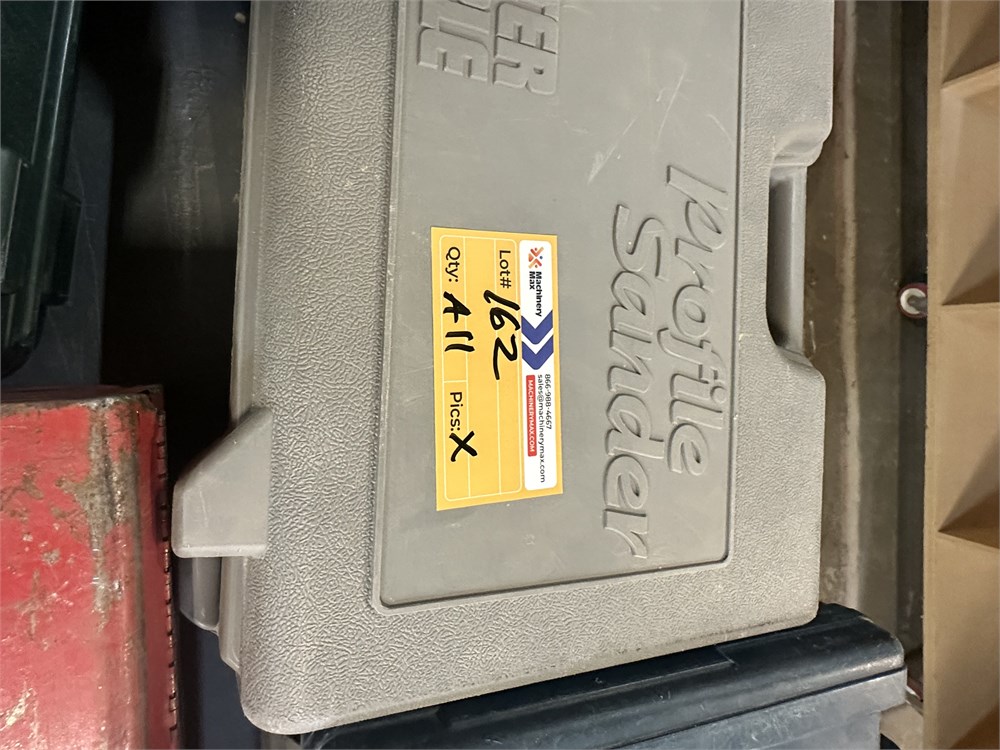 Profile
Sander
Machinery
Max
866-988-4667
sales@machinerymax.com
MACHINERYMAX.COM
Lot# 162
Qty: All
Pics: X